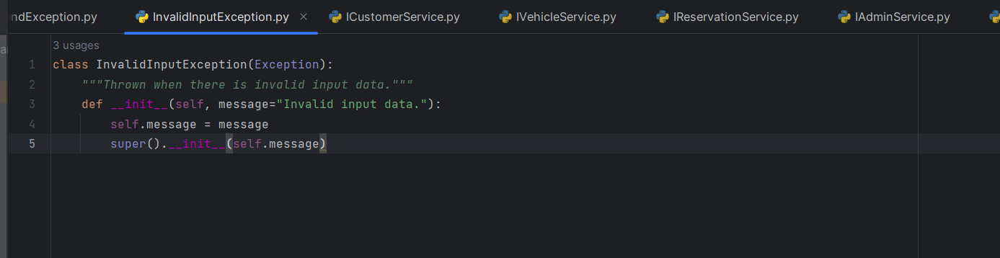 ndException.py InvalidInputException.py × ICustomerService.py IVehicleService.py IReservationService.py IAdminService.py
3 usages
1 class InvalidInputException(Exception):
2 """Thrown when there is invalid input data."""
3 def __init__(self, message="Invalid input data."):
4 self.message = message
5 super().__init__(self.message)